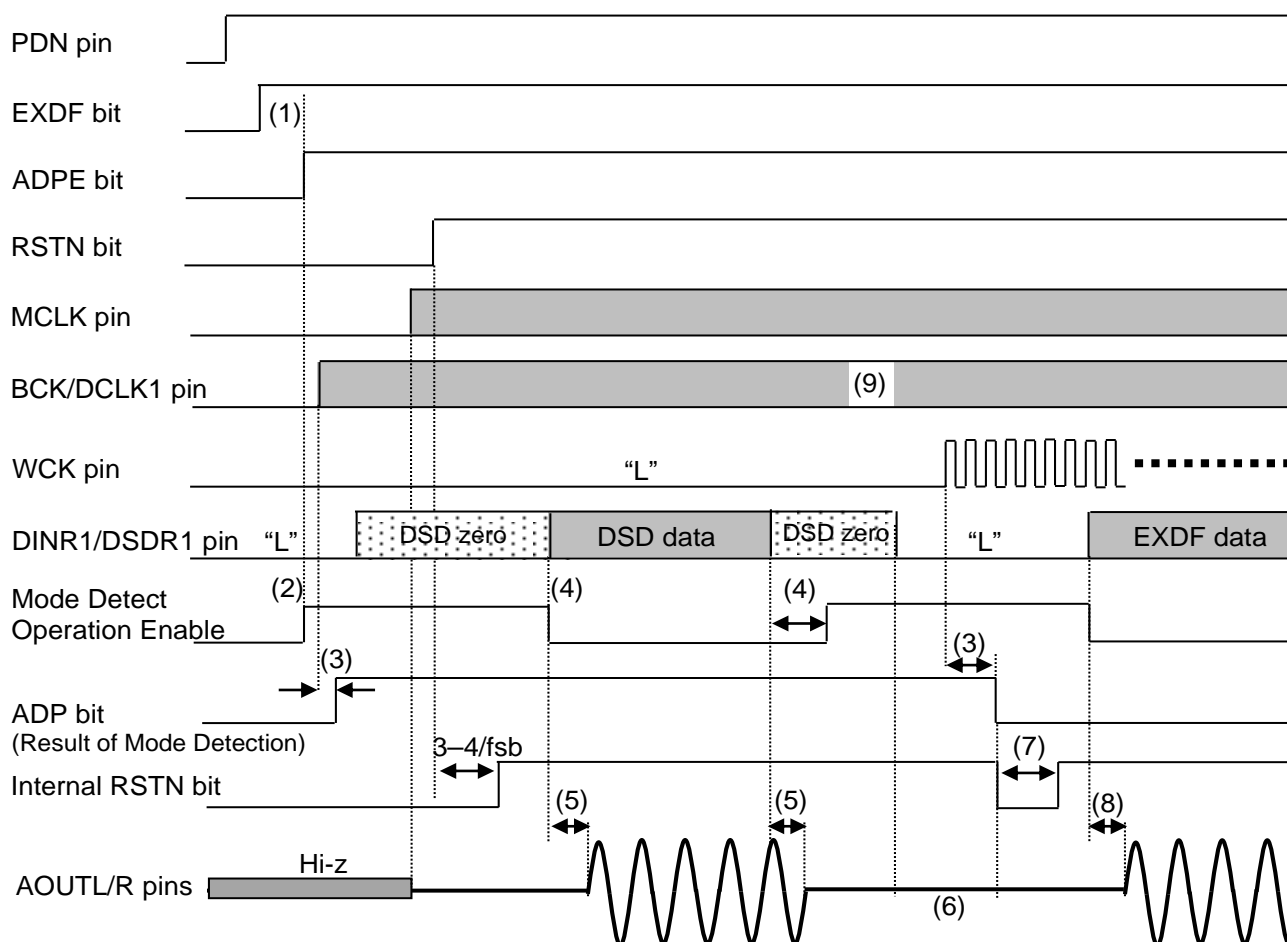 PDN pin
EXDF bit
(1)
ADPE bit
RSTN bit
MCLK pin
BCK/DCLK1 pin
(9)
WCK pin
“L”
DINR1/DSDR1 pin
“L”
DSD zero
DSD data
DSD zero
“L”
EXDF data
Mode Detect
Operation Enable
(2)
(4)
(4)
(3)
(3)
ADP bit
(Result of Mode Detection)
3–4/fsb
(7)
Internal RSTN bit
(5)
(5)
(8)
Hi-z
AOUTL/R pins
(6)